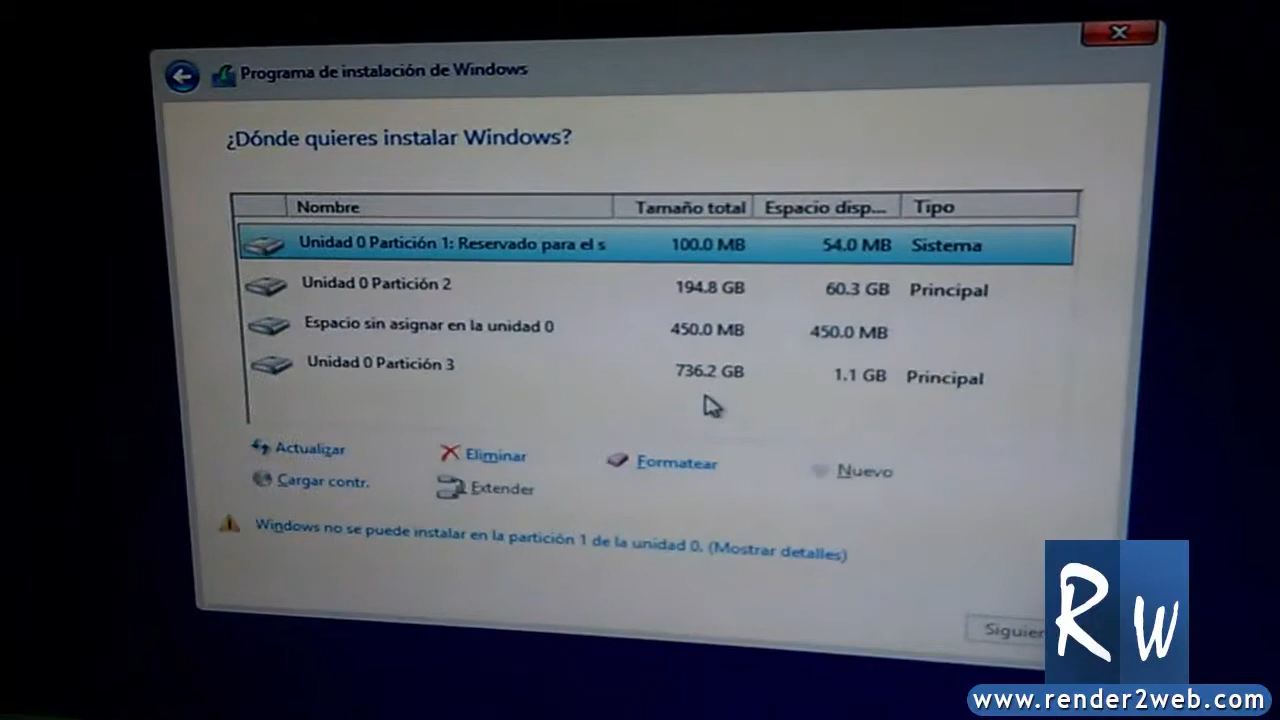 Programa de instalación de Windows
¿Dónde quieres instalar Windows?
Nombre Tamaño total Espacio disp... Tipo
Unidad 0 Partición 1: Reservado para el s 100.0 MB 54.0 MB Sistema
Unidad 0 Partición 2 194.8 GB 60.3 GB Principal
Espacio sin asignar en la unidad 0 450.0 MB 450.0 MB
Unidad 0 Partición 3 736.2 GB 1.1 GB Principal
Actualizar Eliminar Formatear Nuevo
Cargar contr. Extender
Windows no se puede instalar en la partición 1 de la unidad 0. (Mostrar detalles)
Siguien
RW
www.render2web.com